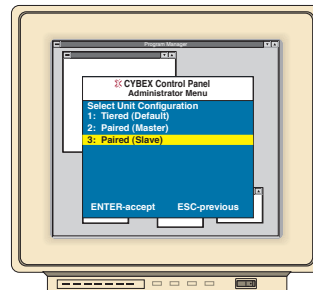 Program Manager
CYBEX Control Panel
Administrator Menu
Select Unit Configuration
1: Tiered (Default)
2: Paired (Master)
3: Paired (Slave)
ENTER-accept ESC-previous